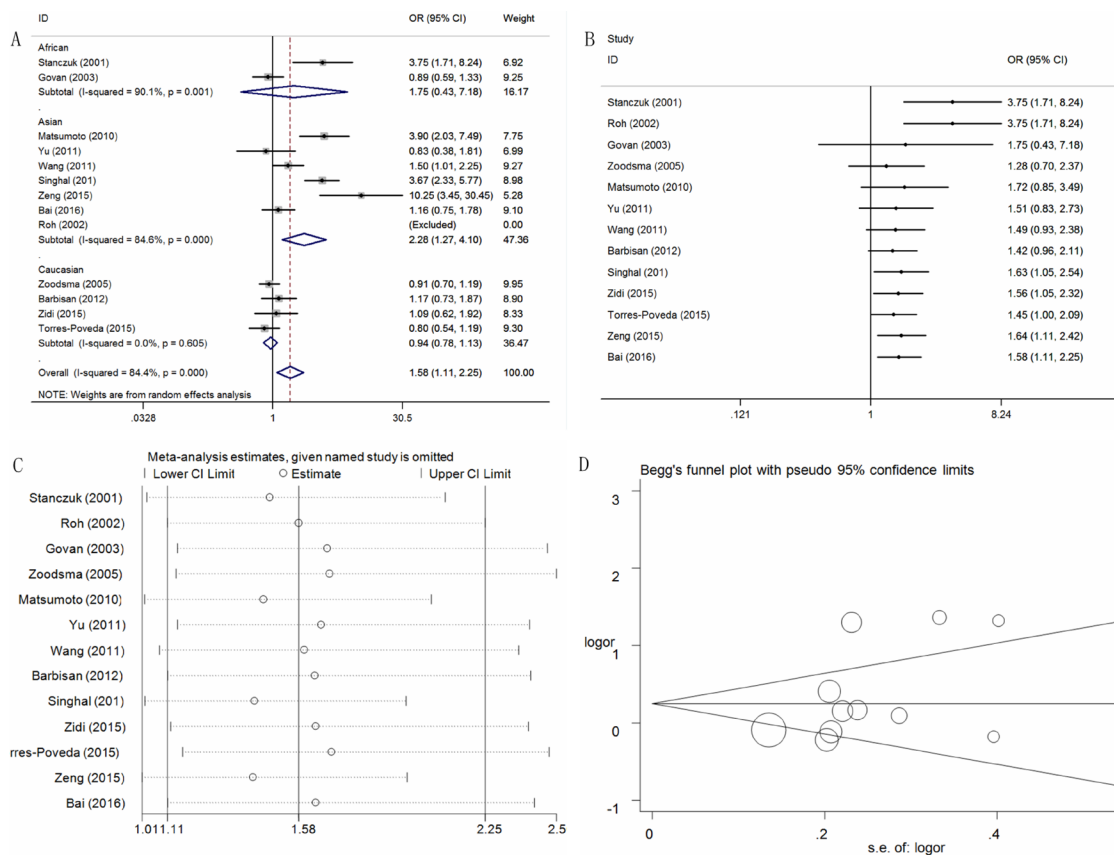 A
ID OR (95% CI) Weight
African
Stanczuk (2001) 3.75 (1.71, 8.24) 6.92
Govan (2003) 0.89 (0.59, 1.33) 9.25
Subtotal (I-squared = 90.1%, p = 0.001) 1.75 (0.43, 7.18) 16.17
.
Asian
Matsumoto (2010) 3.90 (2.03, 7.49) 7.75
Yu (2011) 0.83 (0.38, 1.81) 6.99
Wang (2011) 1.50 (1.01, 2.25) 9.27
Singhal (201) 3.67 (2.33, 5.77) 8.98
Zeng (2015) 10.25 (3.45, 30.45) 5.28
Bai (2016) 1.16 (0.75, 1.78) 9.10
Roh (2002) (Excluded) 0.00
Subtotal (I-squared = 84.6%, p = 0.000) 2.28 (1.27, 4.10) 47.36
.
Caucasian
Zoodsma (2005) 0.91 (0.70, 1.19) 9.95
Barbisan (2012) 1.17 (0.73, 1.87) 8.90
Zidi (2015) 1.09 (0.62, 1.92) 8.33
Torres-Poveda (2015) 0.80 (0.54, 1.19) 9.30
Subtotal (I-squared = 0.0%, p = 0.605) 0.94 (0.78, 1.13) 36.47
.
Overall (I-squared = 84.4%, p = 0.000) 1.58 (1.11, 2.25) 100.00
NOTE: Weights are from random effects analysis
.0328 1 30.5
B
Study
ID OR (95% CI)
Stanczuk (2001) 3.75 (1.71, 8.24)
Roh (2002) 3.75 (1.71, 8.24)
Govan (2003) 1.75 (0.43, 7.18)
Zoodsma (2005) 1.28 (0.70, 2.37)
Matsumoto (2010) 1.72 (0.85, 3.49)
Yu (2011) 1.51 (0.83, 2.73)
Wang (2011) 1.49 (0.93, 2.38)
Barbisan (2012) 1.42 (0.96, 2.11)
Singhal (201) 1.63 (1.05, 2.54)
Zidi (2015) 1.56 (1.05, 2.32)
Torres-Poveda (2015) 1.45 (1.00, 2.09)
Zeng (2015) 1.64 (1.11, 2.42)
Bai (2016) 1.58 (1.11, 2.25)
.121 1 8.24
C
Meta-analysis estimates, given named study is omitted
Lower CI Limit Estimate Upper CI Limit
Stanczuk (2001)
Roh (2002)
Govan (2003)
Zoodsma (2005)
Matsumoto (2010)
Yu (2011)
Wang (2011)
Barbisan (2012)
Singhal (201)
Zidi (2015)
rres-Poveda (2015)
Zeng (2015)
Bai (2016)
1.01 1.11 1.58 2.25 2.5
D
Begg's funnel plot with pseudo 95% confidence limits
3
2
1
logor
0
-1
0 .2 .4
s.e. of: logor